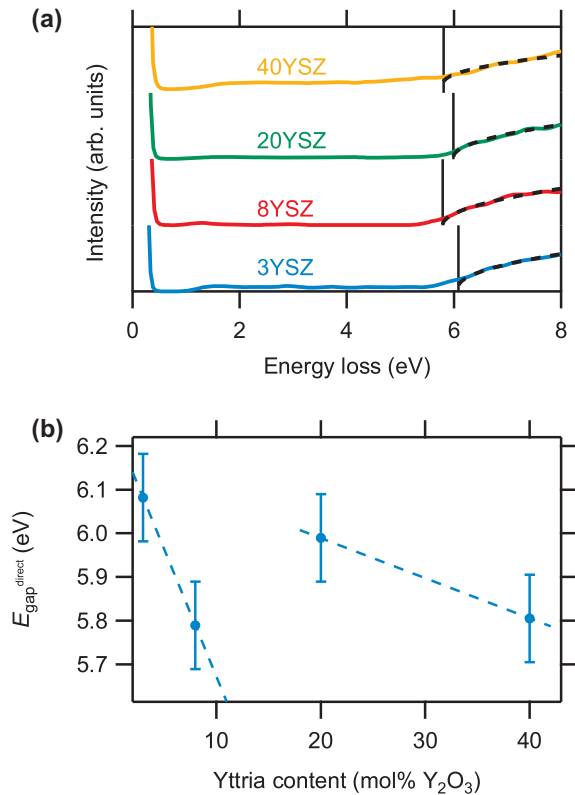 (a)
Intensity (arb. units)
40YSZ
20YSZ
8YSZ
3YSZ
0 2 4 6 8
Energy loss (eV)
(b)
E_gap^direct (eV)
6.2
6.1
6.0
5.9
5.8
5.7
10 20 30 40
Yttria content (mol% Y₂O₃)